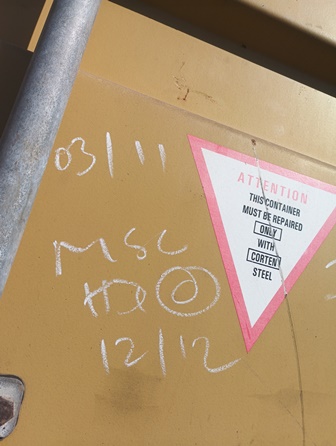 03/11
MSC
12/12
ATTENTION
THIS CONTAINER
MUST BE REPAIRED
ONLY
WITH
CORTEN
STEEL